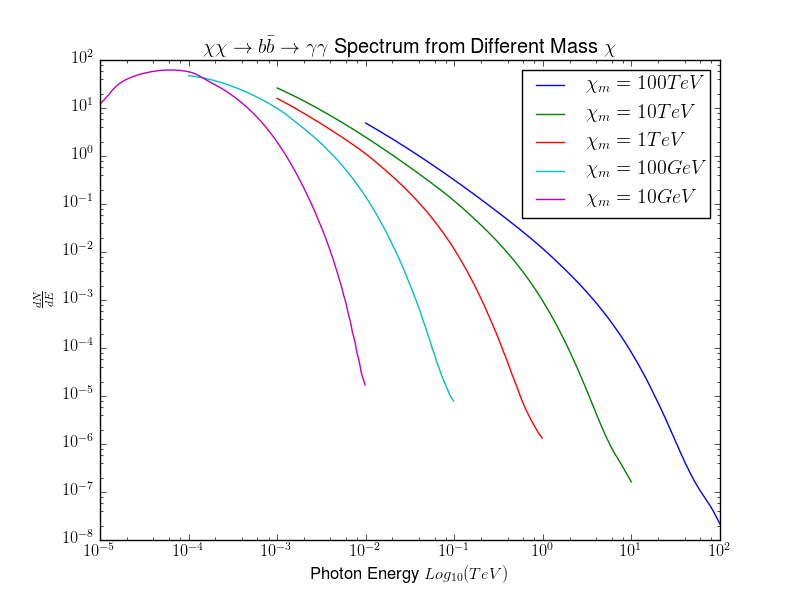 χχ → bb̄ → γγ Spectrum from Different Mass χ
10²
10¹
10⁰
10⁻¹
10⁻²
10⁻³
10⁻⁴
10⁻⁵
10⁻⁶
10⁻⁷
10⁻⁸
dN
dE
χₘ = 100TeV
χₘ = 10TeV
χₘ = 1TeV
χₘ = 100GeV
χₘ = 10GeV
10⁻⁵ 10⁻⁴ 10⁻³ 10⁻² 10⁻¹ 10⁰ 10¹ 10²
Photon Energy Log₁₀(TeV)